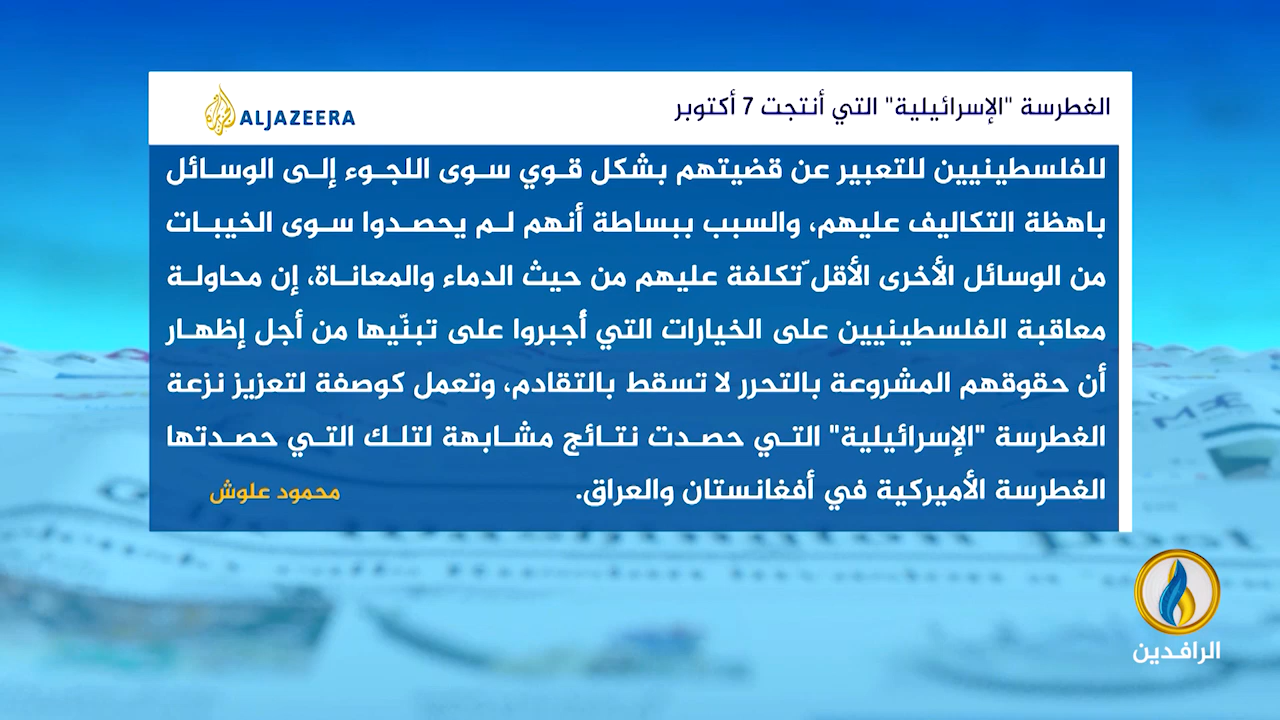 الغطرسة "الإسرائيلية" التي أنتجت 7 أكتوبر
ALJAZEERA
للفلسطينيين للتعبير عن قضيتهم بشكل قوي سوى اللجوء إلى الوسائل
باهظة التكاليف عليهم، والسبب ببساطة أنهم لم يحصدوا سوى الخيبات
من الوسائل الأخرى الأقل ّتكلفة عليهم من حيث الدماء والمعاناة، إن محاولة
معاقبة الفلسطينيين على الخيارات التي أُجبروا على تبنّيها من أجل إظهار
أن حقوقهم المشروعة بالتحرر لا تسقط بالتقادم، وتعمل كوصفة لتعزيز نزعة
الغطرسة "الإسرائيلية" التي حصدت نتائج مشابهة لتلك التي حصدتها
الغطرسة الأميركية في أفغانستان والعراق.
محمود علوش
الرافدين